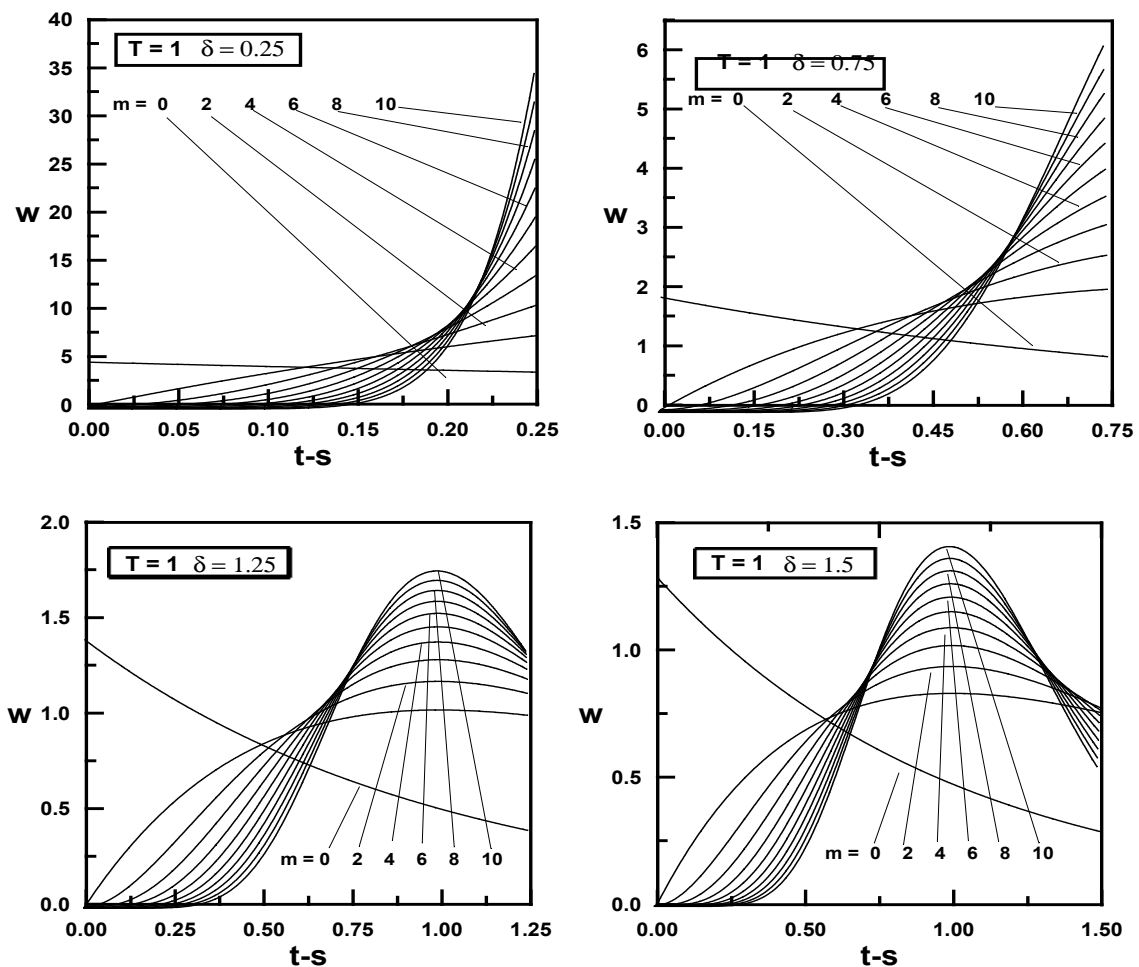 40
35
30
25
20
15
10
5
0
w
T = 1 δ = 0.25
m = 0 2 4 6 8 10
0.00 0.05 0.10 0.15 0.20 0.25
t-s
6
5
4
3
2
1
0
w
T = 1 δ = 0.75
m = 0 2 4 6 8 10
0.00 0.15 0.30 0.45 0.60 0.75
t-s
2.0
1.5
1.0
0.5
0.0
w
T = 1 δ = 1.25
m = 0 2 4 6 8 10
0.00 0.25 0.50 0.75 1.00 1.25
t-s
1.5
1.0
0.5
0.0
w
T = 1 δ = 1.5
m = 0 2 4 6 8 10
0.00 0.50 1.00 1.50
t-s